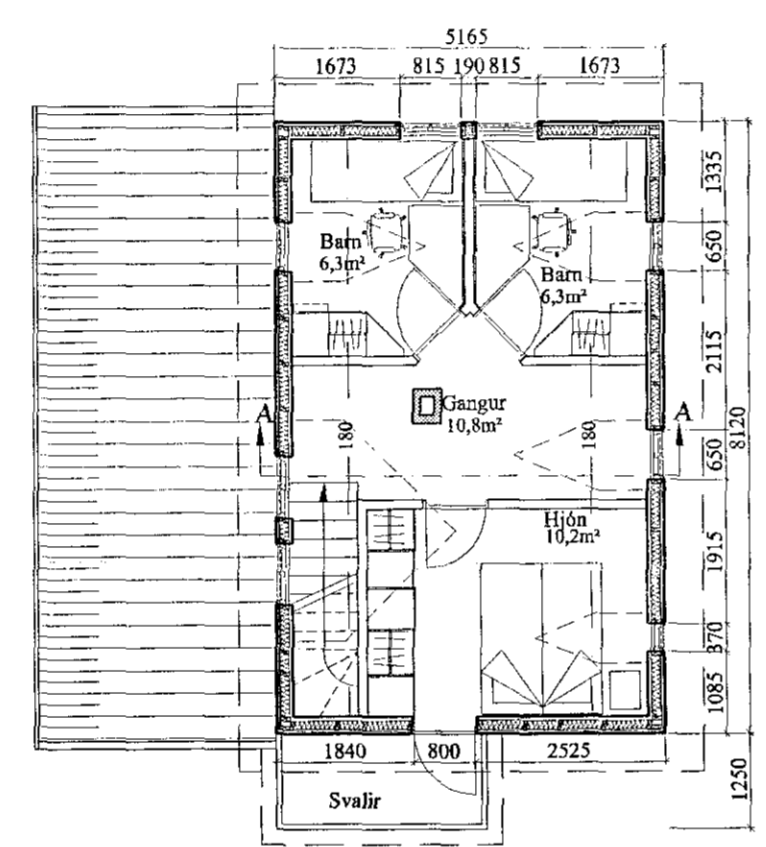 5165
1673 815 190 815 1673
1335
Barn
6,3m²
650
Barn
6,3m²
2115
A
Gangur
10,8m²
A
180
180
8120
650
Hjón
10,2m²
1915
370
1085
1840 800 2525
1250
Svalir